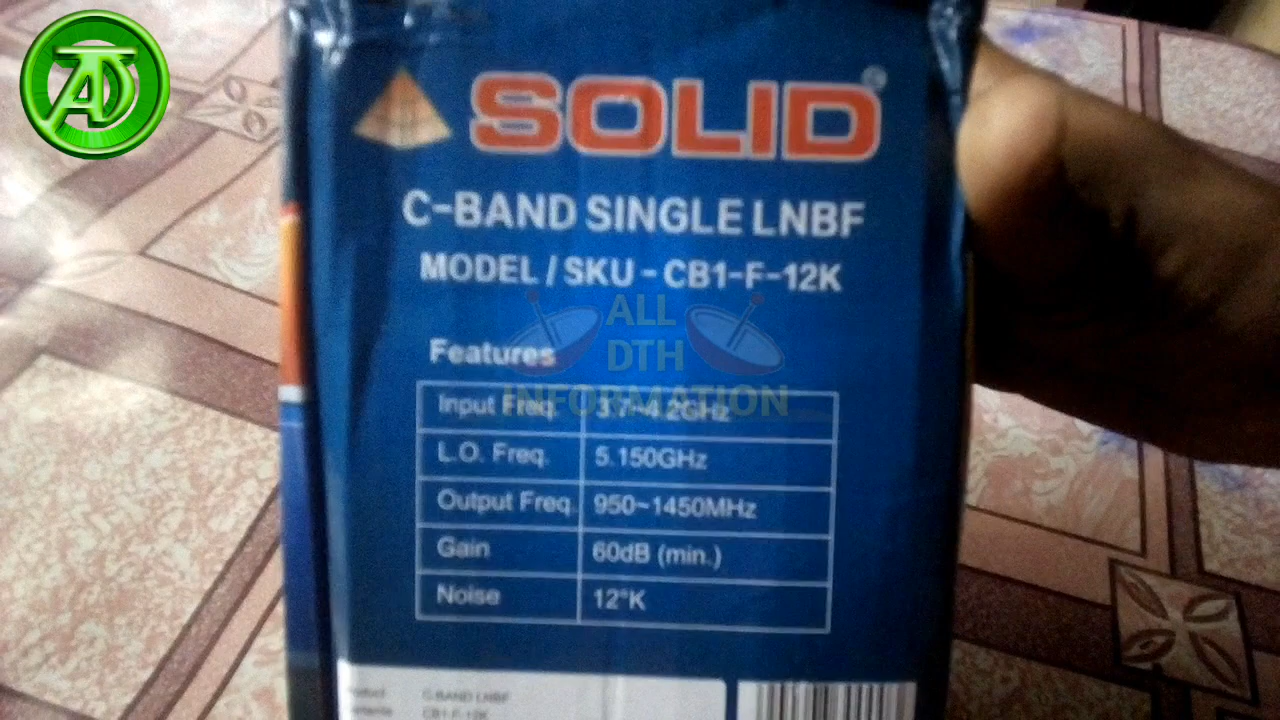 ADT
SOLID®
C-BAND SINGLE LNBF
MODEL / SKU - CB1-F-12K
ALL
DTH
INFORMATION
Features
Input Freq. 3.7~4.2GHz
L.O. Freq. 5.150GHz
Output Freq. 950~1450MHz
Gain 60dB (min.)
Noise 12°K
C-BAND LNBF
CB1-F-12K